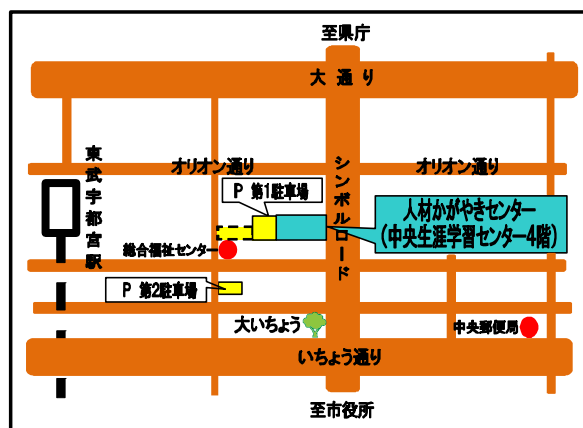 至県庁
大通り
東武宇都宮駅
オリオン通り
シンボルロード
オリオン通り
P 第1駐車場
人材かがやきセンター
(中央生涯学習センター4階)
総合福祉センター
P 第2駐車場
大いちょう
中央郵便局
いちょう通り
至市役所